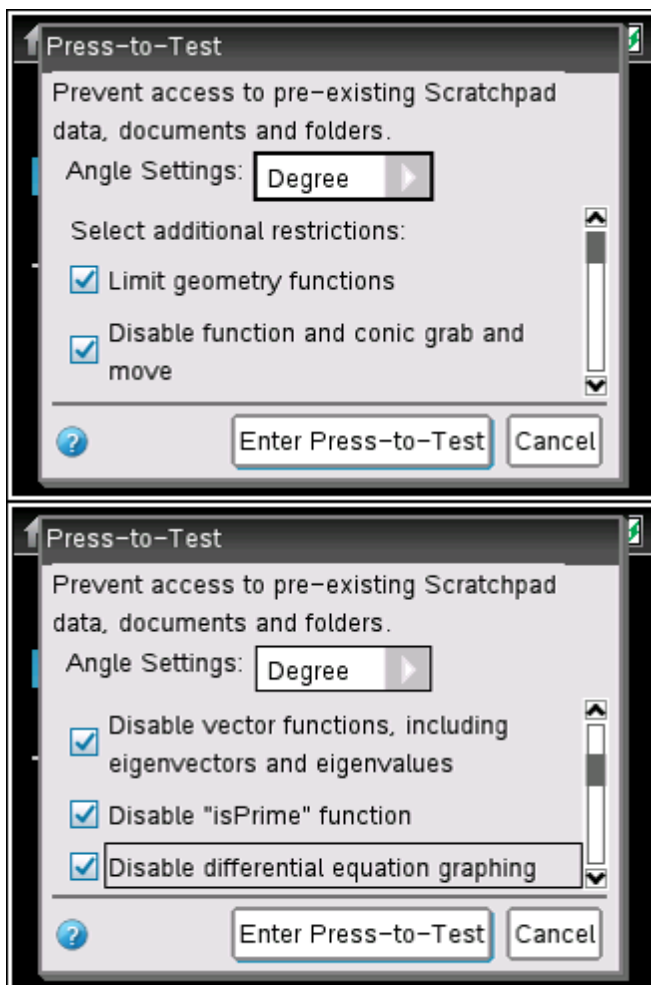 Press-to-Test
Prevent access to pre-existing Scratchpad
data, documents and folders.
Angle Settings: Degree
Select additional restrictions:
Limit geometry functions
Disable function and conic grab and
move
? Enter Press-to-Test Cancel
Press-to-Test
Prevent access to pre-existing Scratchpad
data, documents and folders.
Angle Settings: Degree
Disable vector functions, including
eigenvectors and eigenvalues
Disable "isPrime" function
Disable differential equation graphing
? Enter Press-to-Test Cancel